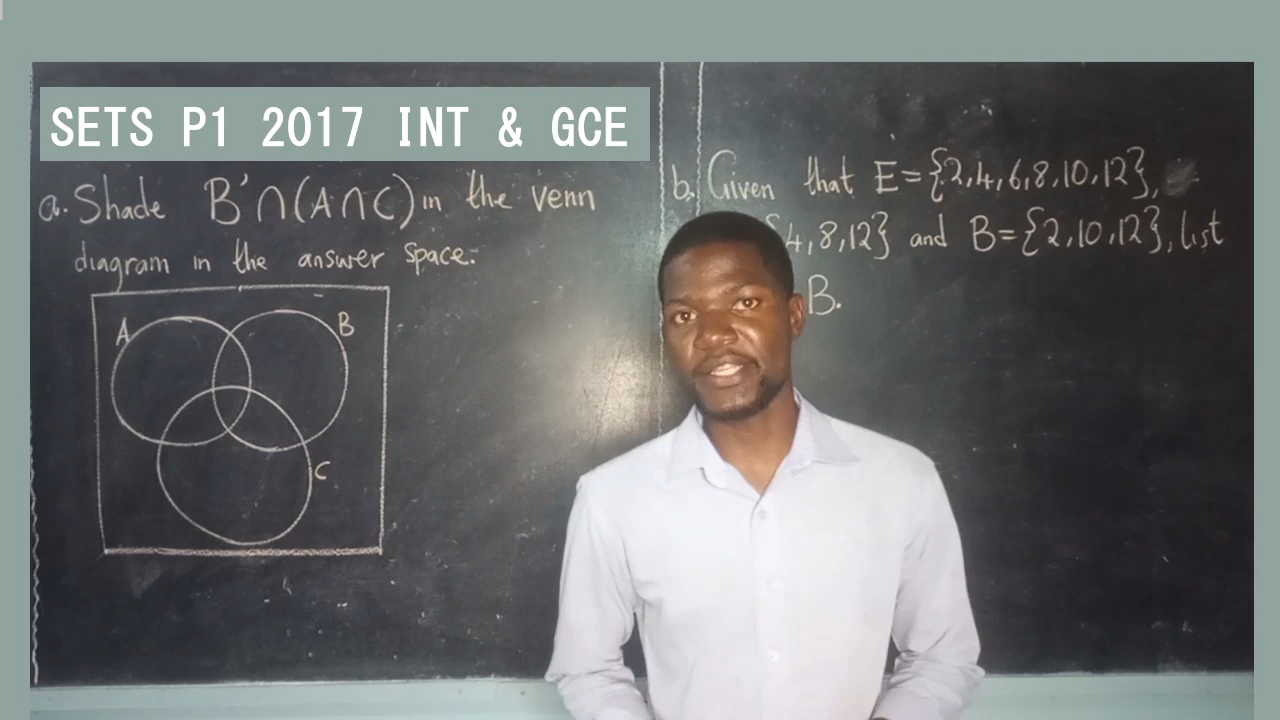 SETS P1 2017 INT & GCE
a. Shade B'∩(A∩C) in the venn
diagram in the answer space:
A
B
C
b. Given that E={2,4,6,8,10,12},
{4,8,12} and B={2,10,12}, list
B.